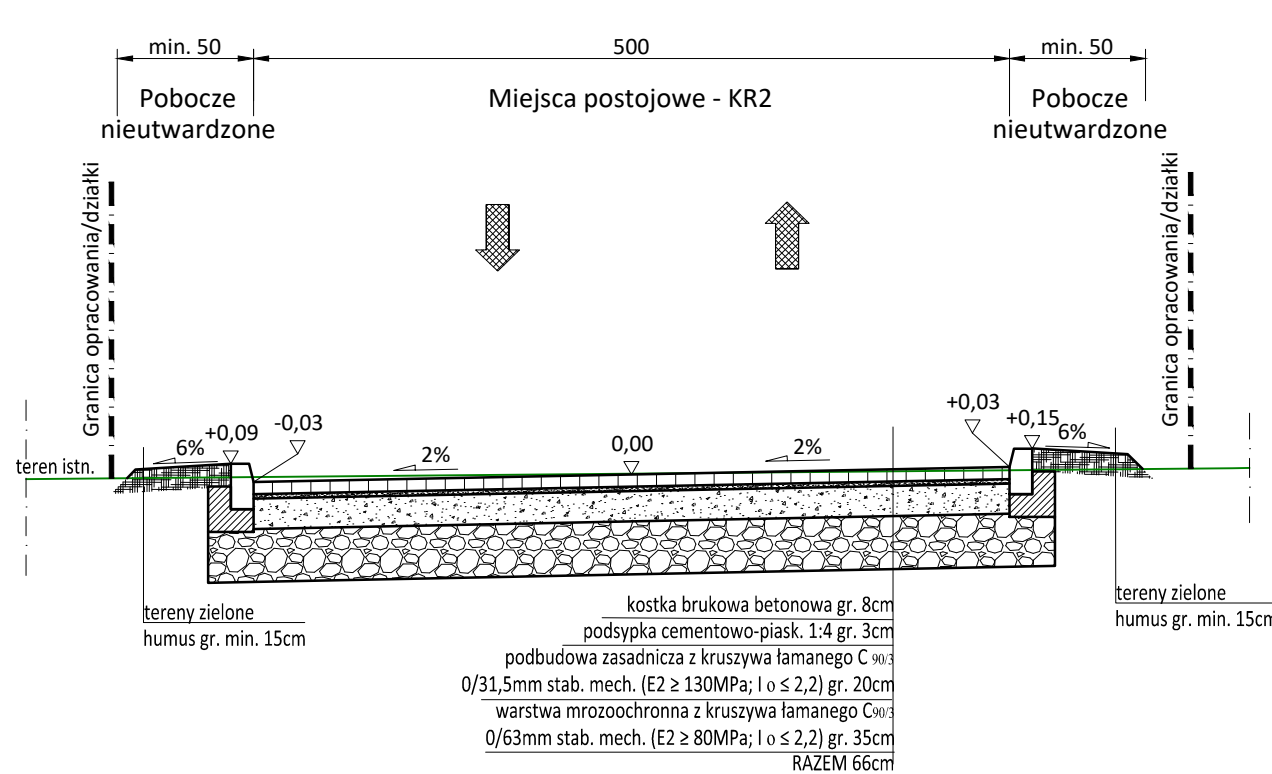 min. 50
500
min. 50
Pobocze
nieutwardzone
Miejsca postojowe - KR2
Pobocze
nieutwardzone
Granica opracowania/działki
Granica opracowania/działki
teren istn.
6%
+0,09
-0,03
2%
0,00
2%
+0,03
+0,15
6%
tereny zielone
humus gr. min. 15cm
kostka brukowa betonowa gr. 8cm
podsypka cementowo-piask. 1:4 gr. 3cm
podbudowa zasadnicza z kruszywa łamanego C 90/3
0/31,5mm stab. mech. (E2 ≥ 130MPa; I o ≤ 2,2) gr. 20cm
warstwa mrozoochronna z kruszywa łamanego C90/3
0/63mm stab. mech. (E2 ≥ 80MPa; I o ≤ 2,2) gr. 35cm
RAZEM 66cm
tereny zielone
humus gr. min. 15cm